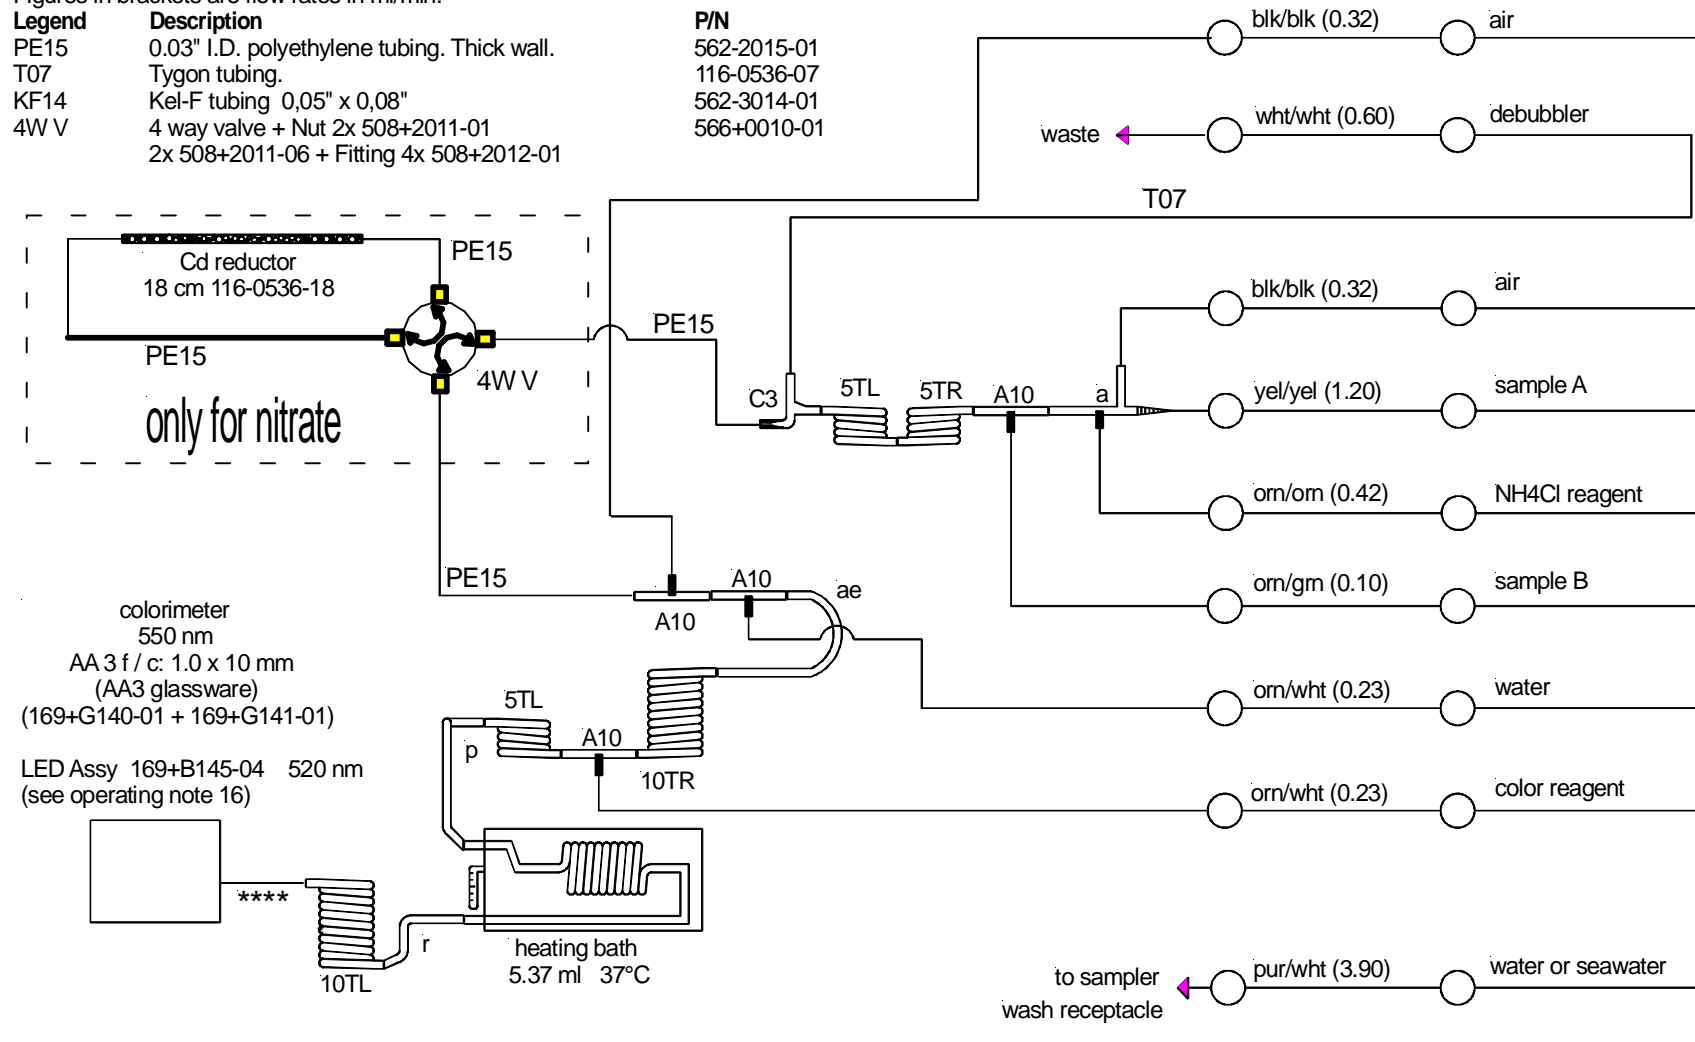 Figures in brackets are flow rates in ml/min.
Legend Description P/N
PE15 0.03" I.D. polyethylene tubing. Thick wall. 562-2015-01
T07 Tygon tubing. 116-0536-07
KF14 Kel-F tubing 0,05" x 0,08" 562-3014-01
4W V 4 way valve + Nut 2x 508+2011-01 566+0010-01
2x 508+2011-06 + Fitting 4x 508+2012-01
blk/blk (0.32) air
waste wht/wht (0.60) debubbler
T07
Cd reductor
18 cm 116-0536-18
PE15
PE15
4W V
only for nitrate
PE15
blk/blk (0.32) air
C3 5TL 5TR A10 a
yel/yel (1.20) sample A
orn/orn (0.42) NH4Cl reagent
orn/grn (0.10) sample B
PE15
A10
A10
ae
orn/wht (0.23) water
5TL
A10
p
10TR
orn/wht (0.23) color reagent
colorimeter
550 nm
AA 3 f / c: 1.0 x 10 mm
(AA3 glassware)
(169+G140-01 + 169+G141-01)
LED Assy 169+B145-04 520 nm
(see operating note 16)
****
r
10TL
heating bath
5.37 ml 37°C
to sampler
wash receptacle
pur/wht (3.90) water or seawater